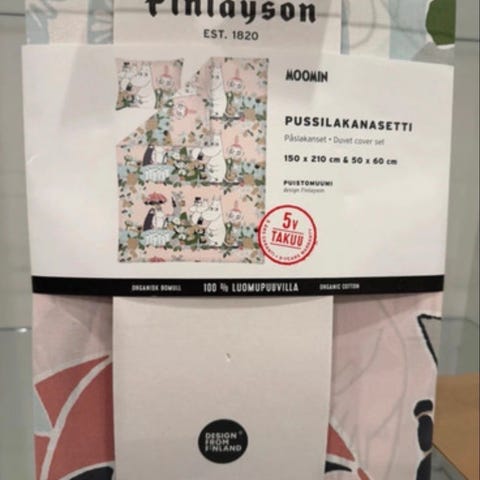 Finlayson
EST. 1820
MOOMIN
PUSSILAKANASETTI
Påslakanset • Duvet cover set
150 x 210 cm & 50 x 60 cm
PUISTOMUUMI
design Finlayson
5v
TAKUU
ORGANISK BOMULL 100 % LUOMUPUUVILLA ORGANIC COTTON
DESIGN
FROM
FINLAND